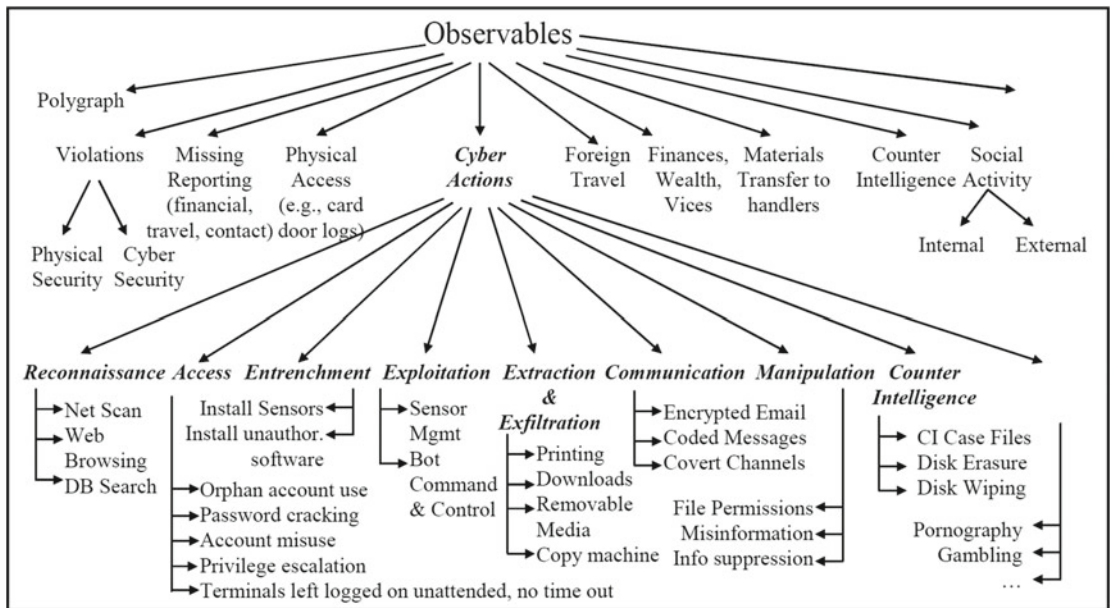 Observables
Polygraph
Violations
Physical
Security
Cyber
Security
Missing
Reporting
(financial,
travel, contact)
Physical
Access
(e.g., card
door logs)
Cyber
Actions
Foreign
Travel
Finances,
Wealth,
Vices
Materials
Transfer to
handlers
Counter
Intelligence
Social
Activity
Internal
External
Reconnaissance
Net Scan
Web
Browsing
DB Search
Access
Orphan account use
Password cracking
Account misuse
Privilege escalation
Terminals left logged on unattended, no time out
Entrenchment
Install Sensors
Install unauthor.
software
Exploitation
Sensor
Mgmt
Bot
Command
& Control
Extraction
&
Exfiltration
Printing
Downloads
Removable
Media
Copy machine
Communication
Encrypted Email
Coded Messages
Covert Channels
Manipulation
File Permissions
Misinformation
Info suppression
Counter
Intelligence
CI Case Files
Disk Erasure
Disk Wiping
Pornography
Gambling
…